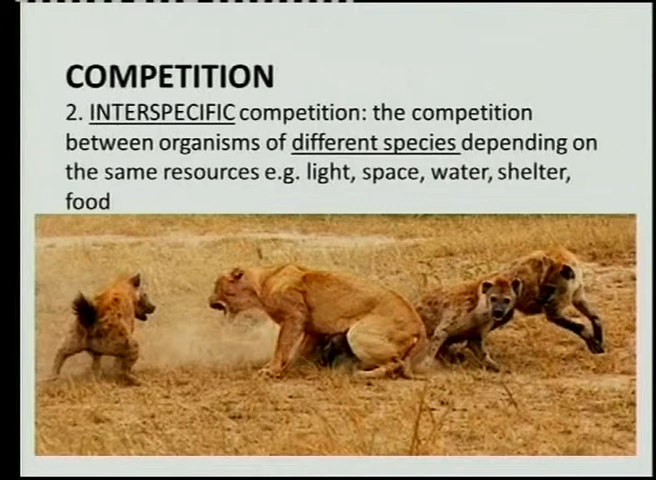 COMPETITION
2. INTERSPECIFIC competition: the competition
between organisms of different species depending on
the same resources e.g. light, space, water, shelter,
food